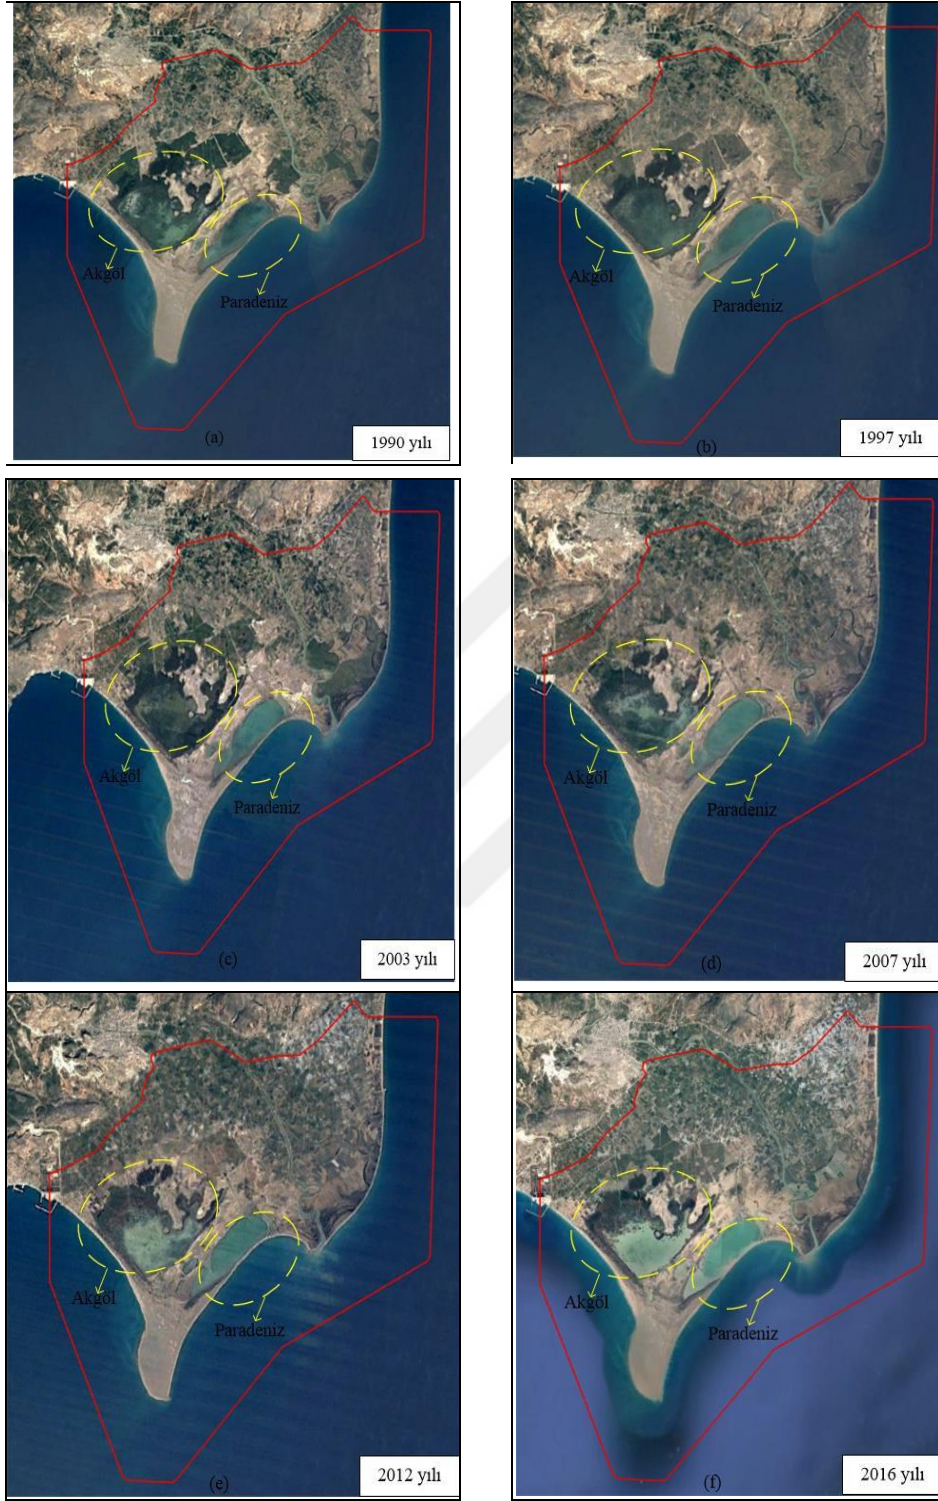 Akgöl
Paradeniz
(a)
1990 yılı
Akgöl
Paradeniz
(b)
1997 yılı
Akgöl
Paradeniz
(c)
2003 yılı
Akgöl
Paradeniz
(d)
2007 yılı
Akgöl
Paradeniz
(e)
2012 yılı
Akgöl
Paradeniz
(f)
2016 yılı